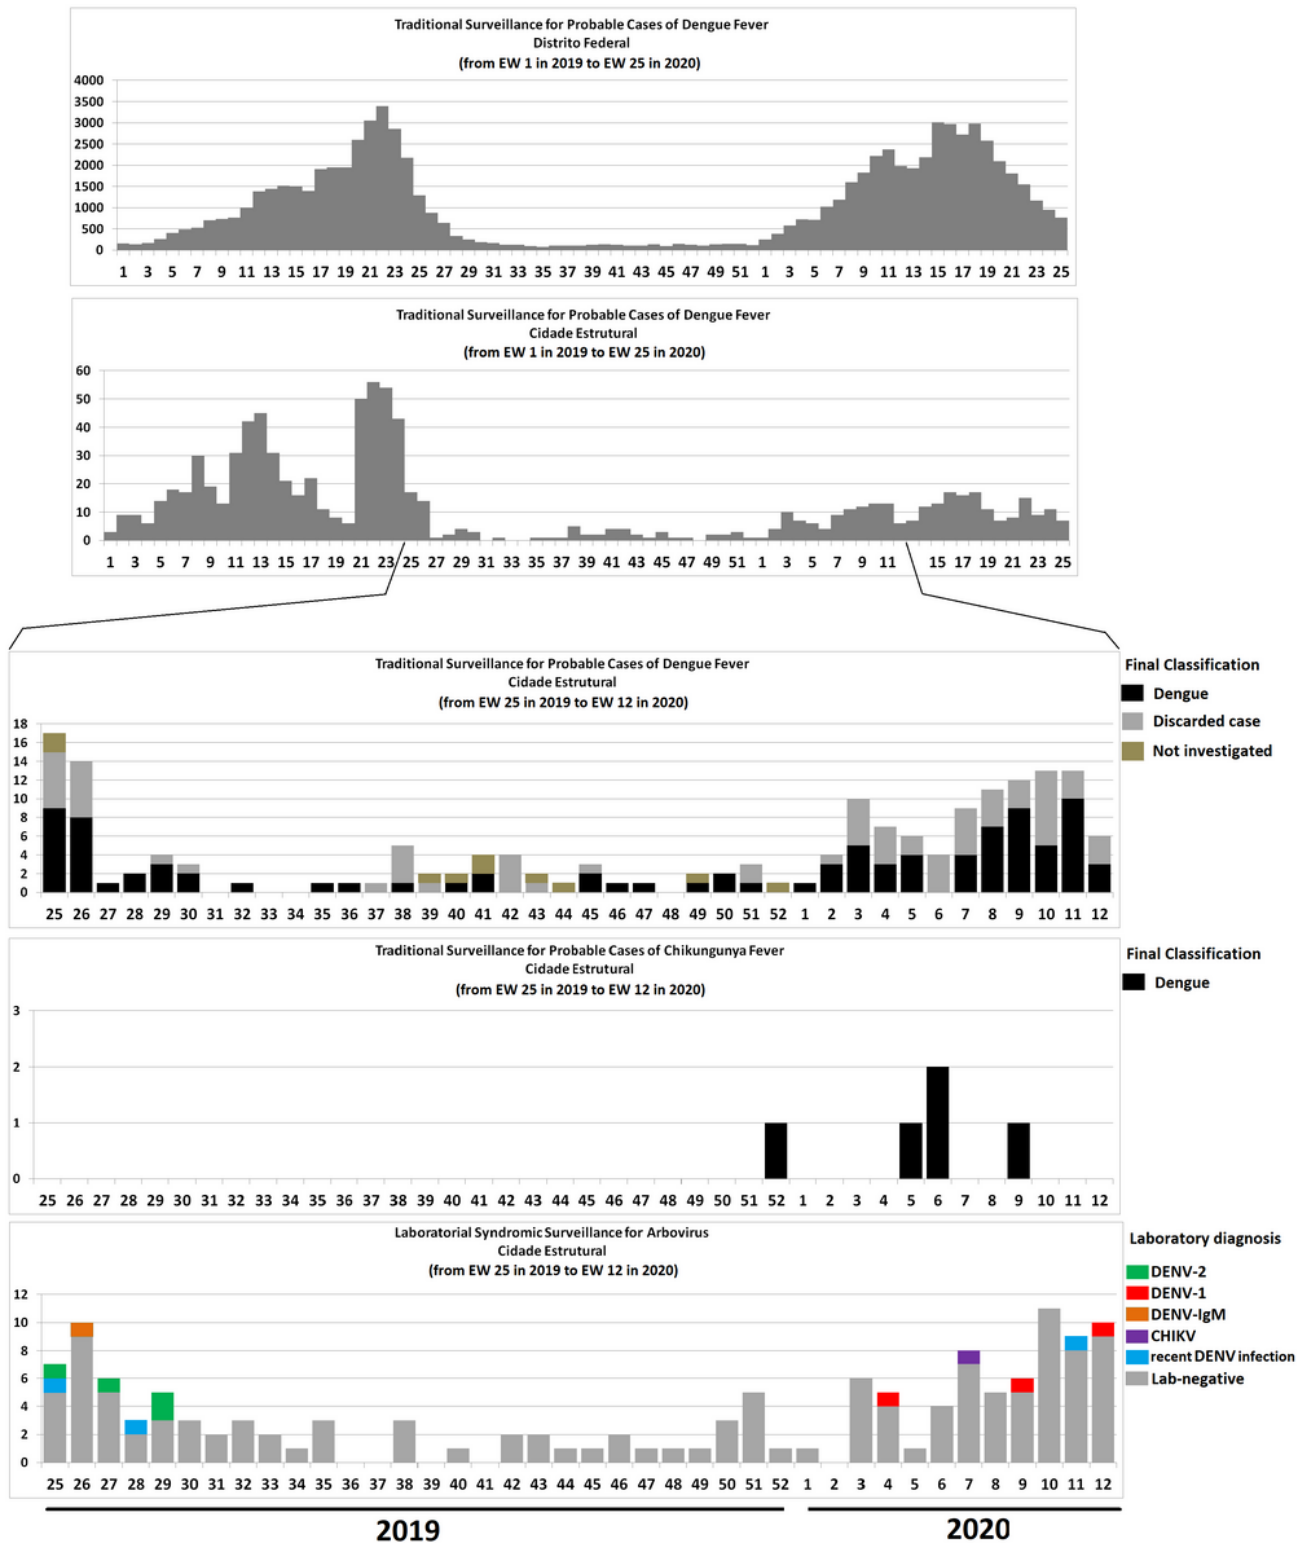 Traditional Surveillance for Probable Cases of Dengue Fever
Distrito Federal
(from EW 1 in 2019 to EW 25 in 2020)
4000
3500
3000
2500
2000
1500
1000
500
0
1 3 5 7 9 11 13 15 17 19 21 23 25 27 29 31 33 35 37 39 41 43 45 47 49 51 1 3 5 7 9 11 13 15 17 19 21 23 25
Traditional Surveillance for Probable Cases of Dengue Fever
Cidade Estrutural
(from EW 1 in 2019 to EW 25 in 2020)
60
50
40
30
20
10
0
1 3 5 7 9 11 13 15 17 19 21 23 25 27 29 31 33 35 37 39 41 43 45 47 49 51 1 3 5 7 9 11 15 17 19 21 23 25
Traditional Surveillance for Probable Cases of Dengue Fever
Cidade Estrutural
(from EW 25 in 2019 to EW 12 in 2020)
Final Classification
Dengue
Discarded case
Not investigated
18
16
14
12
10
8
6
4
2
0
25 26 27 28 29 30 31 32 33 34 35 36 37 38 39 40 41 42 43 44 45 46 47 48 49 50 51 52 1 2 3 4 5 6 7 8 9 10 11 12
Traditional Surveillance for Probable Cases of Chikungunya Fever
Cidade Estrutural
(from EW 25 in 2019 to EW 12 in 2020)
Final Classification
Dengue
3
2
1
0
25 26 27 28 29 30 31 32 33 34 35 36 37 38 39 40 41 42 43 44 45 46 47 48 49 50 51 52 1 2 3 4 5 6 7 8 9 10 11 12
Laboratorial Syndromic Surveillance for Arbovirus
Cidade Estrutural
(from EW 25 in 2019 to EW 12 in 2020)
Laboratory diagnosis
DENV-2
DENV-1
DENV-IgM
CHIKV
recent DENV infection
Lab-negative
12
10
8
6
4
2
0
25 26 27 28 29 30 31 32 33 34 35 36 37 38 39 40 41 42 43 44 45 46 47 48 49 50 51 52 1 2 3 4 5 6 7 8 9 10 11 12
2019 2020